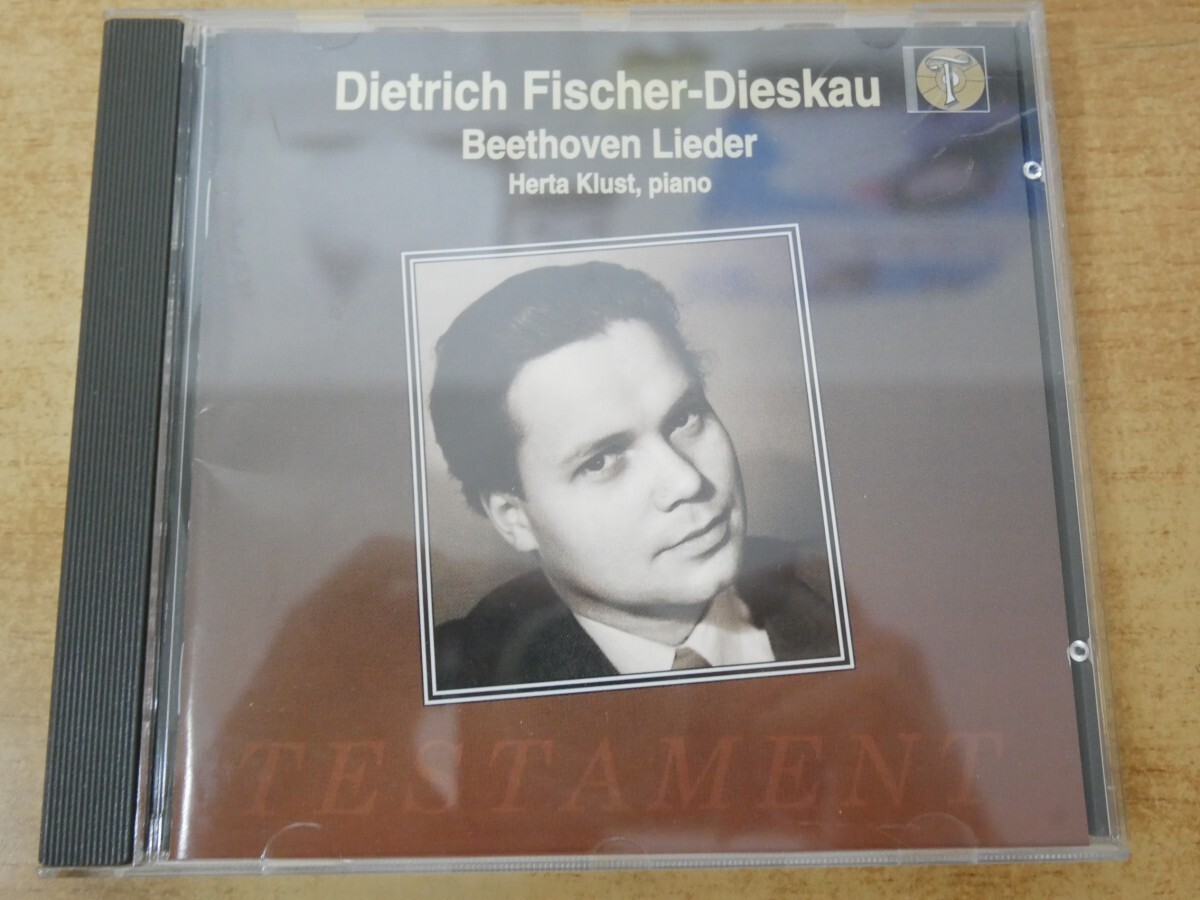 Dietrich Fischer-Dieskau
Beethoven Lieder
Herta Klust, piano
TESTAMENT